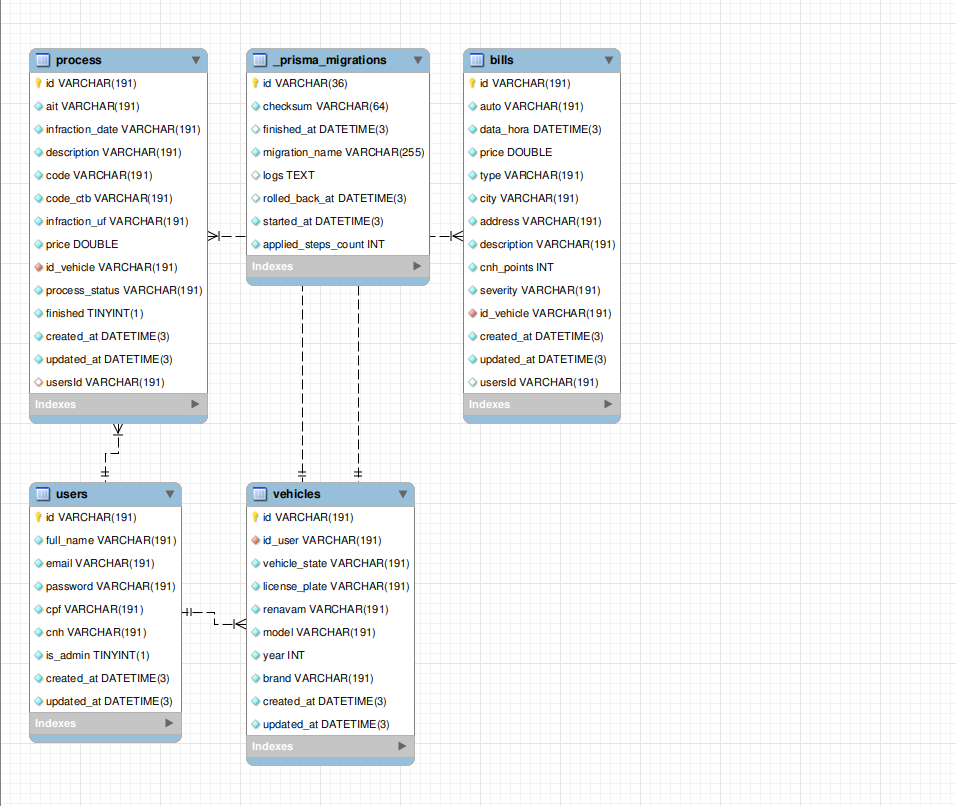 process
id VARCHAR(191)
ait VARCHAR(191)
infraction_date VARCHAR(191)
description VARCHAR(191)
code VARCHAR(191)
code_ctb VARCHAR(191)
infraction_uf VARCHAR(191)
price DOUBLE
id_vehicle VARCHAR(191)
process_status VARCHAR(191)
finished TINYINT(1)
created_at DATETIME(3)
updated_at DATETIME(3)
usersId VARCHAR(191)
Indexes
_prisma_migrations
id VARCHAR(36)
checksum VARCHAR(64)
finished_at DATETIME(3)
migration_name VARCHAR(255)
logs TEXT
rolled_back_at DATETIME(3)
started_at DATETIME(3)
applied_steps_count INT
Indexes
bills
id VARCHAR(191)
auto VARCHAR(191)
data_hora DATETIME(3)
price DOUBLE
type VARCHAR(191)
city VARCHAR(191)
address VARCHAR(191)
description VARCHAR(191)
cnh_points INT
severity VARCHAR(191)
id_vehicle VARCHAR(191)
created_at DATETIME(3)
updated_at DATETIME(3)
usersId VARCHAR(191)
Indexes
users
id VARCHAR(191)
full_name VARCHAR(191)
email VARCHAR(191)
password VARCHAR(191)
cpf VARCHAR(191)
cnh VARCHAR(191)
is_admin TINYINT(1)
created_at DATETIME(3)
updated_at DATETIME(3)
Indexes
vehicles
id VARCHAR(191)
id_user VARCHAR(191)
vehicle_state VARCHAR(191)
license_plate VARCHAR(191)
renavam VARCHAR(191)
model VARCHAR(191)
year INT
brand VARCHAR(191)
created_at DATETIME(3)
updated_at DATETIME(3)
Indexes